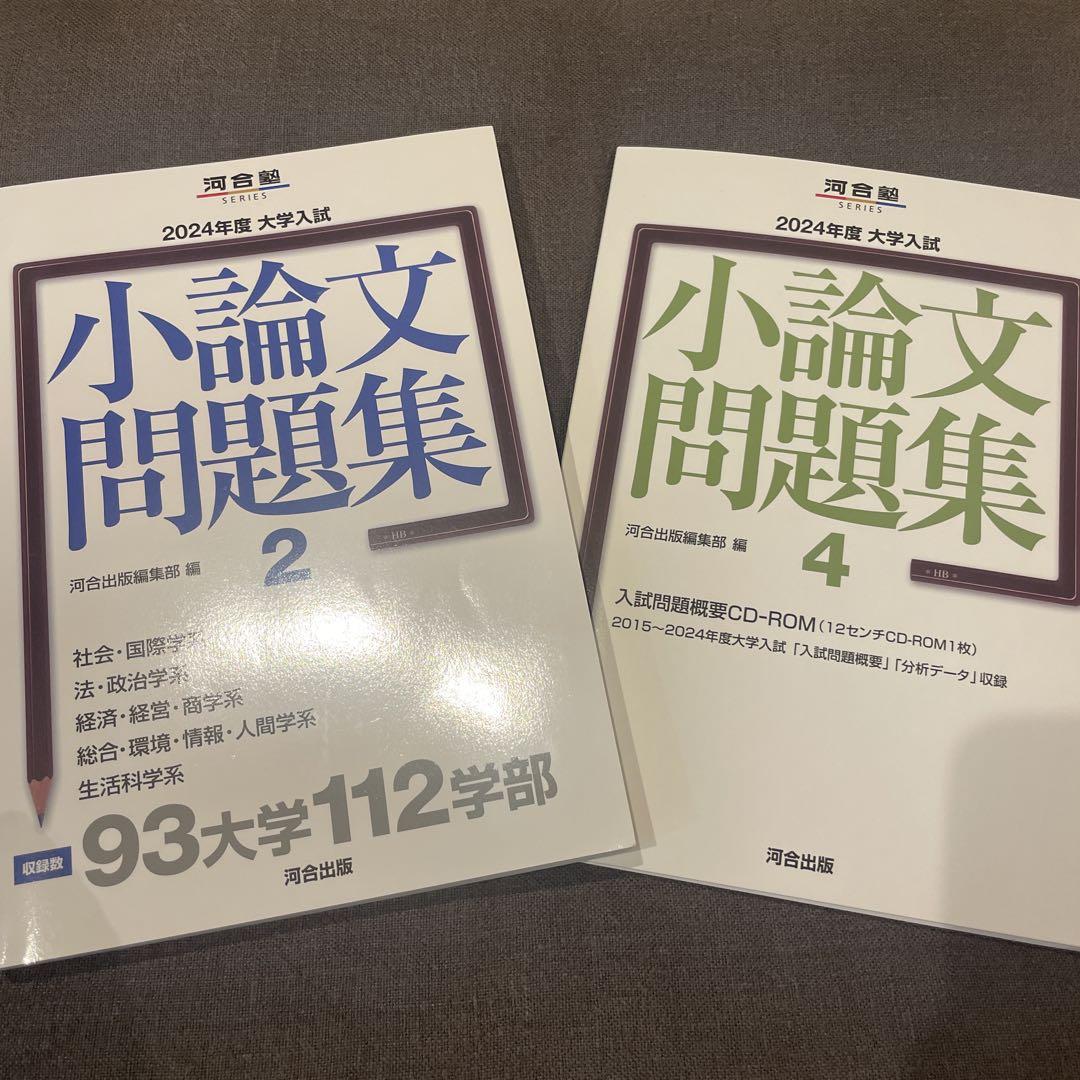 河合塾
SERIES
2024年度 大学入試
小論文
問題集
2
HB
河合出版編集部 編
社会・国際学系
法・政治学系
経済・経営・商学系
総合・環境・情報・人間学系
生活科学系
収録数 93大学112学部
河合出版
河合塾
SERIES
2024年度 大学入試
小論文
問題集
4
HB
河合出版編集部 編
入試問題概要CD-ROM(12センチCD-ROM1枚)
2015〜2024年度大学入試「入試問題概要」「分析データ」収録
河合出版